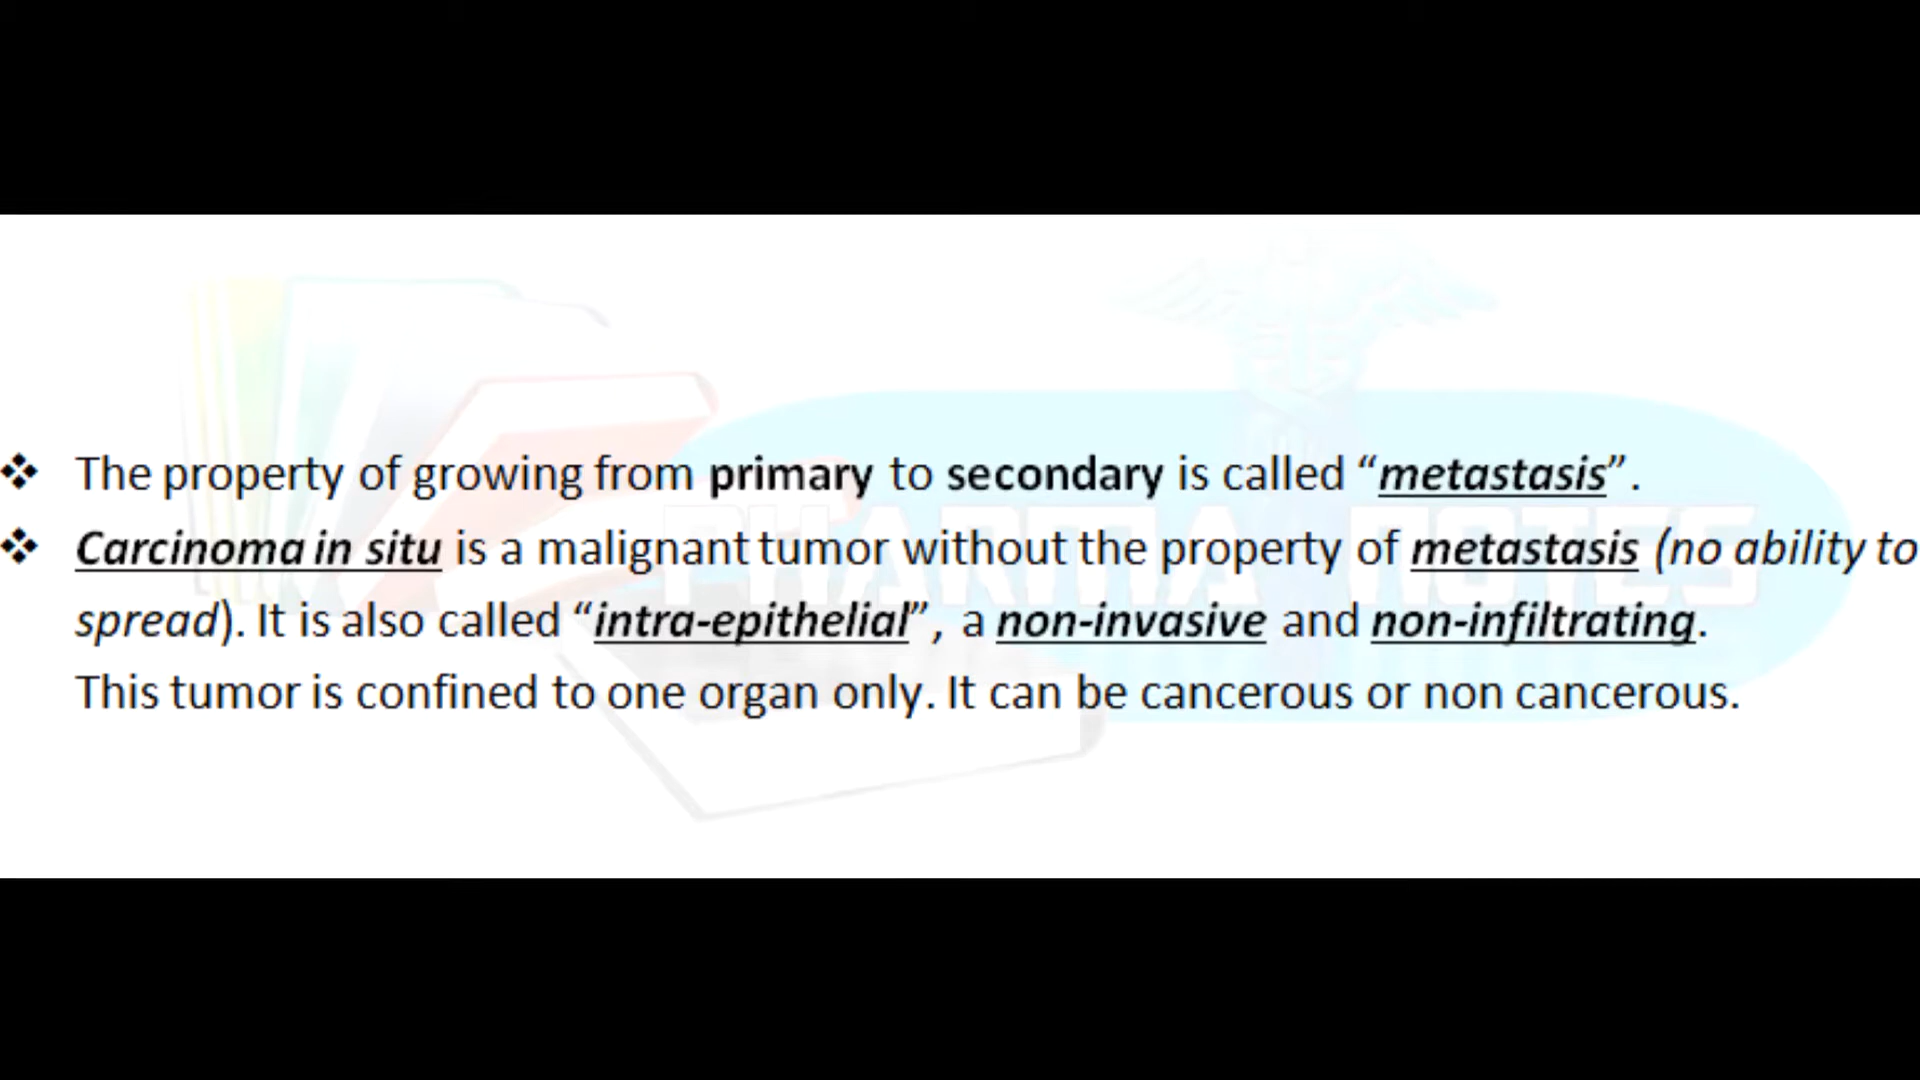 ❖ The property of growing from primary to secondary is called “metastasis”.
❖ Carcinoma in situ is a malignant tumor without the property of metastasis (no ability to
spread). It is also called “intra-epithelial”, a non-invasive and non-infiltrating.
This tumor is confined to one organ only. It can be cancerous or non cancerous.
PHARMA NOTES